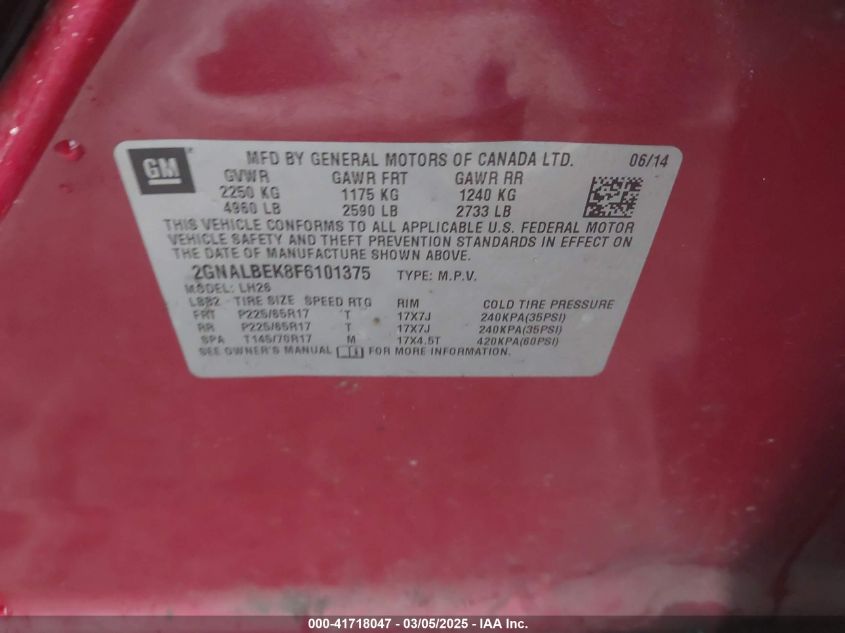 GM
MFD BY GENERAL MOTORS OF CANADA LTD. 06/14
GVWR GAWR FRT GAWR RR
2250 KG 1175 KG 1240 KG
4960 LB 2590 LB 2733 LB
THIS VEHICLE CONFORMS TO ALL APPLICABLE U.S. FEDERAL MOTOR
VEHICLE SAFETY AND THEFT PREVENTION STANDARDS IN EFFECT ON
THE DATE OF MANUFACTURE SHOWN ABOVE.
2GNALBEK8F6101375 TYPE: M.P.V.
MODEL: LH26
L882 TIRE SIZE SPEED RTG RIM COLD TIRE PRESSURE
FRT P225/65R17 T 17X7J 240KPA(35PSI)
RR P225/65R17 T 17X7J 240KPA(35PSI)
SPA T145/70R17 M 17X4.5T 420KPA(60PSI)
SEE OWNER'S MANUAL FOR MORE INFORMATION.
000-41718047 — 03/05/2025 — IAA Inc.